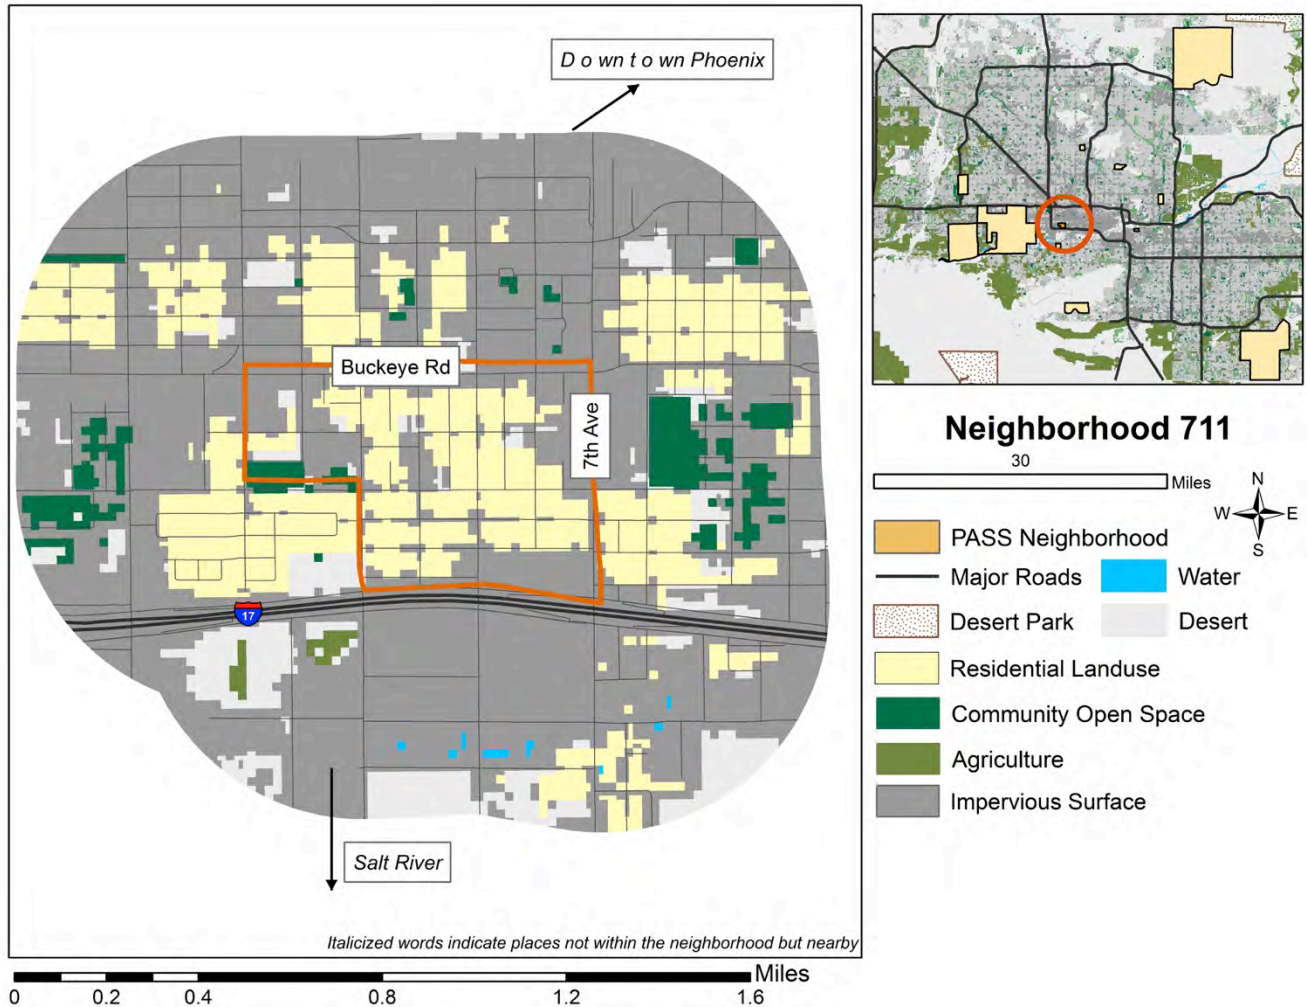 D o wn t o wn Phoenix
Buckeye Rd
7th Ave
17
Salt River
Italicized words indicate places not within the neighborhood but nearby
Miles
0 0.2 0.4 0.8 1.2 1.6
Neighborhood 711
30
Miles
N
W E
S
PASS Neighborhood
Major Roads Water
Desert Park Desert
Residential Landuse
Community Open Space
Agriculture
Impervious Surface